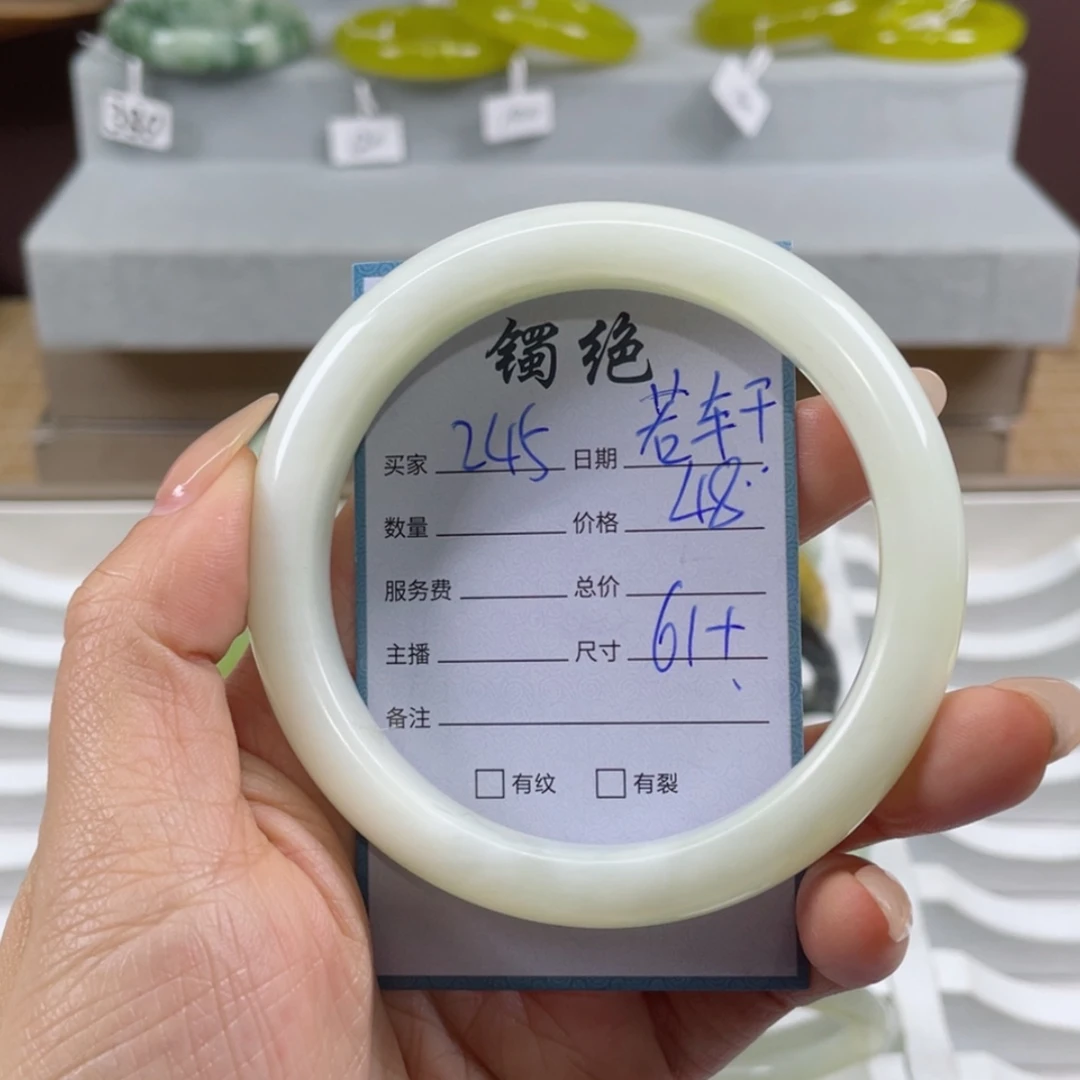 380
镯绝
买家 245 日期 若轩
数量 价格 48
服务费 总价
主播 尺寸 61+
备注
有纹 有裂